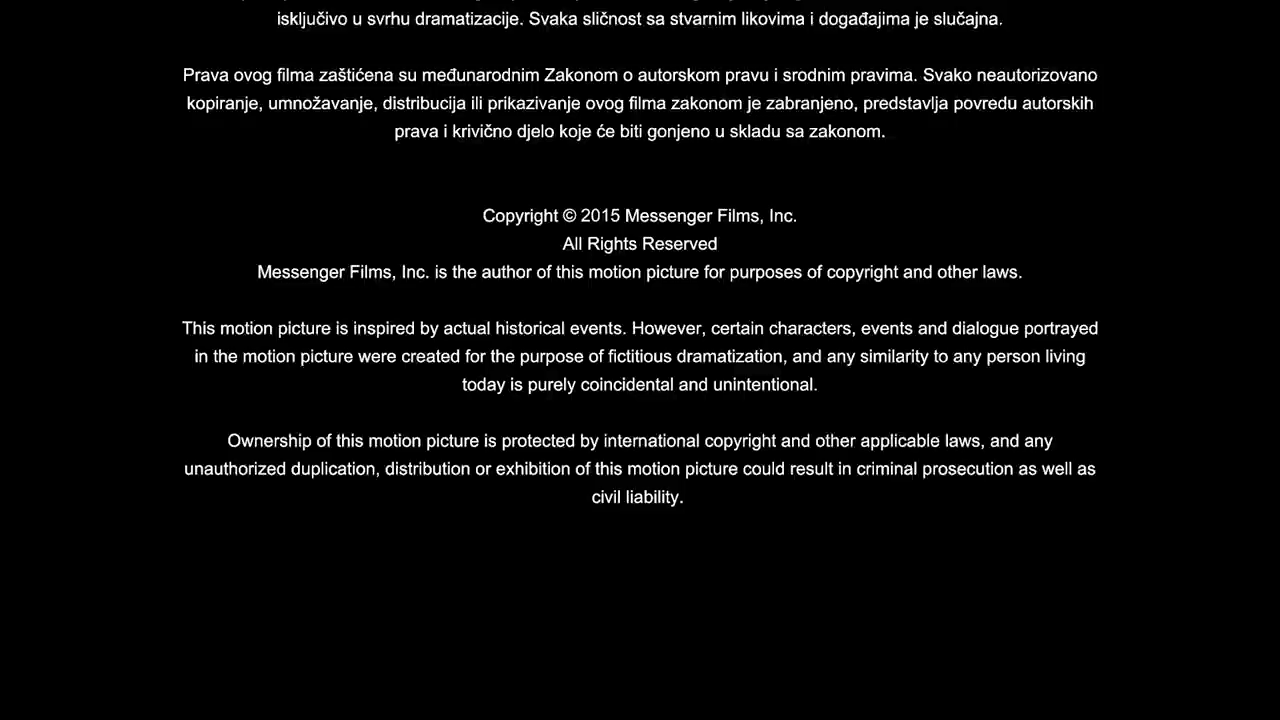 isključivo u svrhu dramatizacije. Svaka sličnost sa stvarnim likovima i događajima je slučajna.
Prava ovog filma zaštićena su međunarodnim Zakonom o autorskom pravu i srodnim pravima. Svako neautorizovano
kopiranje, umnožavanje, distribucija ili prikazivanje ovog filma zakonom je zabranjeno, predstavlja povredu autorskih
prava i krivično djelo koje će biti gonjeno u skladu sa zakonom.
Copyright © 2015 Messenger Films, Inc.
All Rights Reserved
Messenger Films, Inc. is the author of this motion picture for purposes of copyright and other laws.
This motion picture is inspired by actual historical events. However, certain characters, events and dialogue portrayed
in the motion picture were created for the purpose of fictitious dramatization, and any similarity to any person living
today is purely coincidental and unintentional.
Ownership of this motion picture is protected by international copyright and other applicable laws, and any
unauthorized duplication, distribution or exhibition of this motion picture could result in criminal prosecution as well as
civil liability.